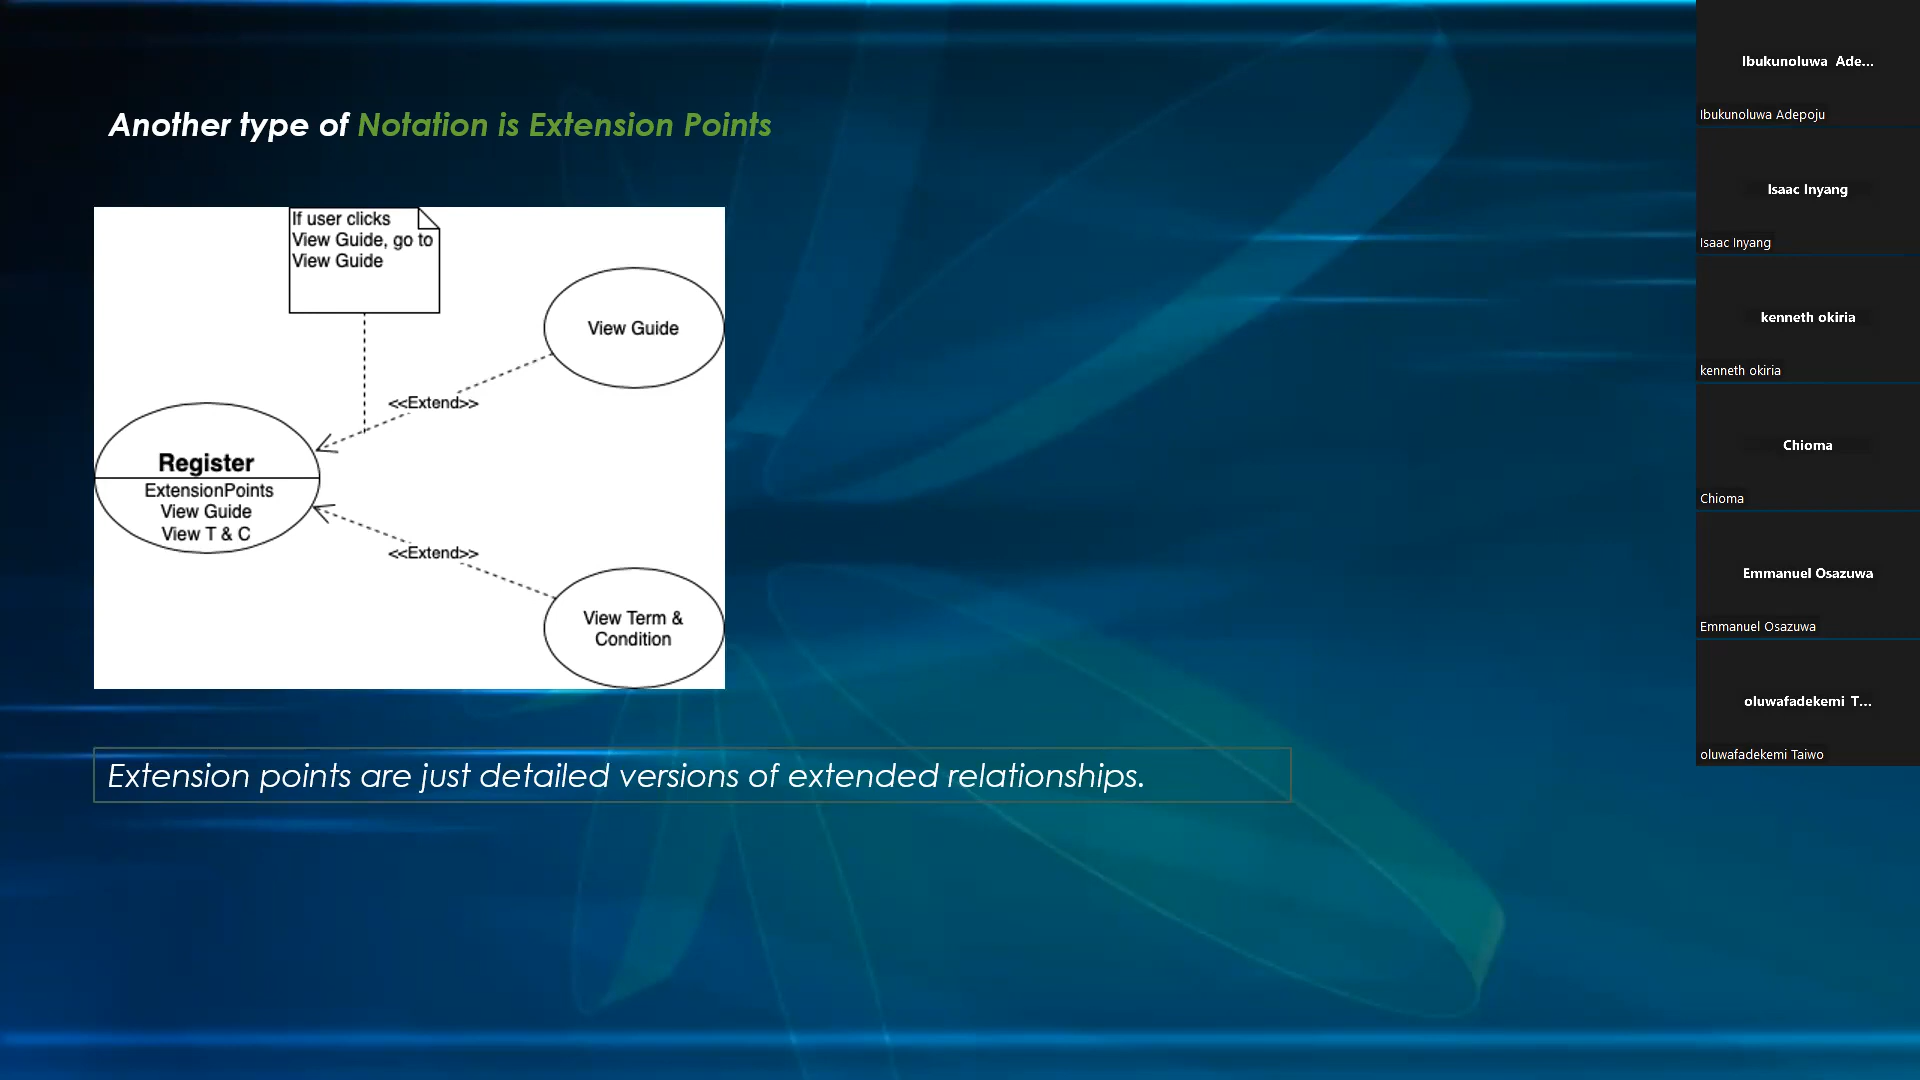 Another type of Notation is Extension Points
If user clicks
View Guide, go to
View Guide
View Guide
<<Extend>>
Register
ExtensionPoints
View Guide
View T & C
<<Extend>>
View Term &
Condition
Extension points are just detailed versions of extended relationships.
Ibukunoluwa Ade...
Ibukunoluwa Adepoju
Isaac Inyang
Isaac Inyang
kenneth okiria
kenneth okiria
Chioma
Chioma
Emmanuel Osazuwa
Emmanuel Osazuwa
oluwafadekemi T...
oluwafadekemi Taiwo